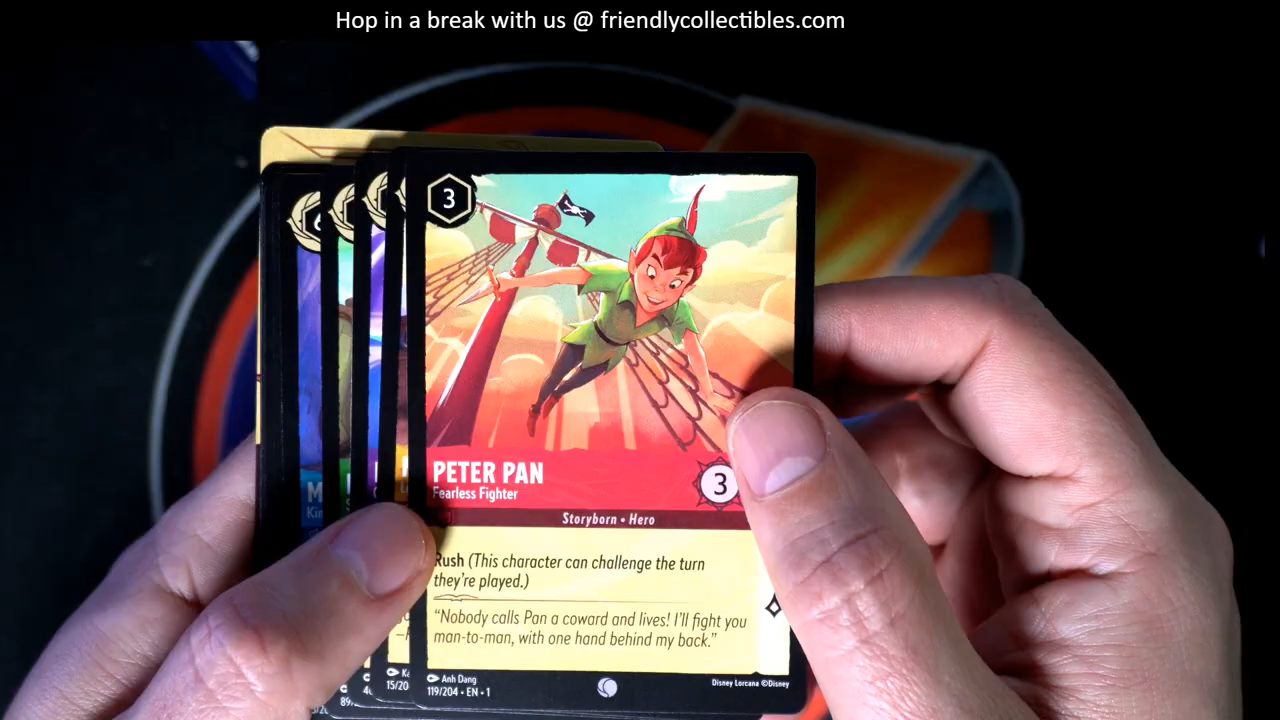 Hop in a break with us @ friendlycollectibles.com
3
PETER PAN
Fearless Fighter
3
Storyborn • Hero
Rush (This character can challenge the turn
they're played.)
"Nobody calls Pan a coward and lives! I'll fight you
man-to-man, with one hand behind my back."
Anh Dang
119/204 • EN • 1
Disney Lorcana ©Disney